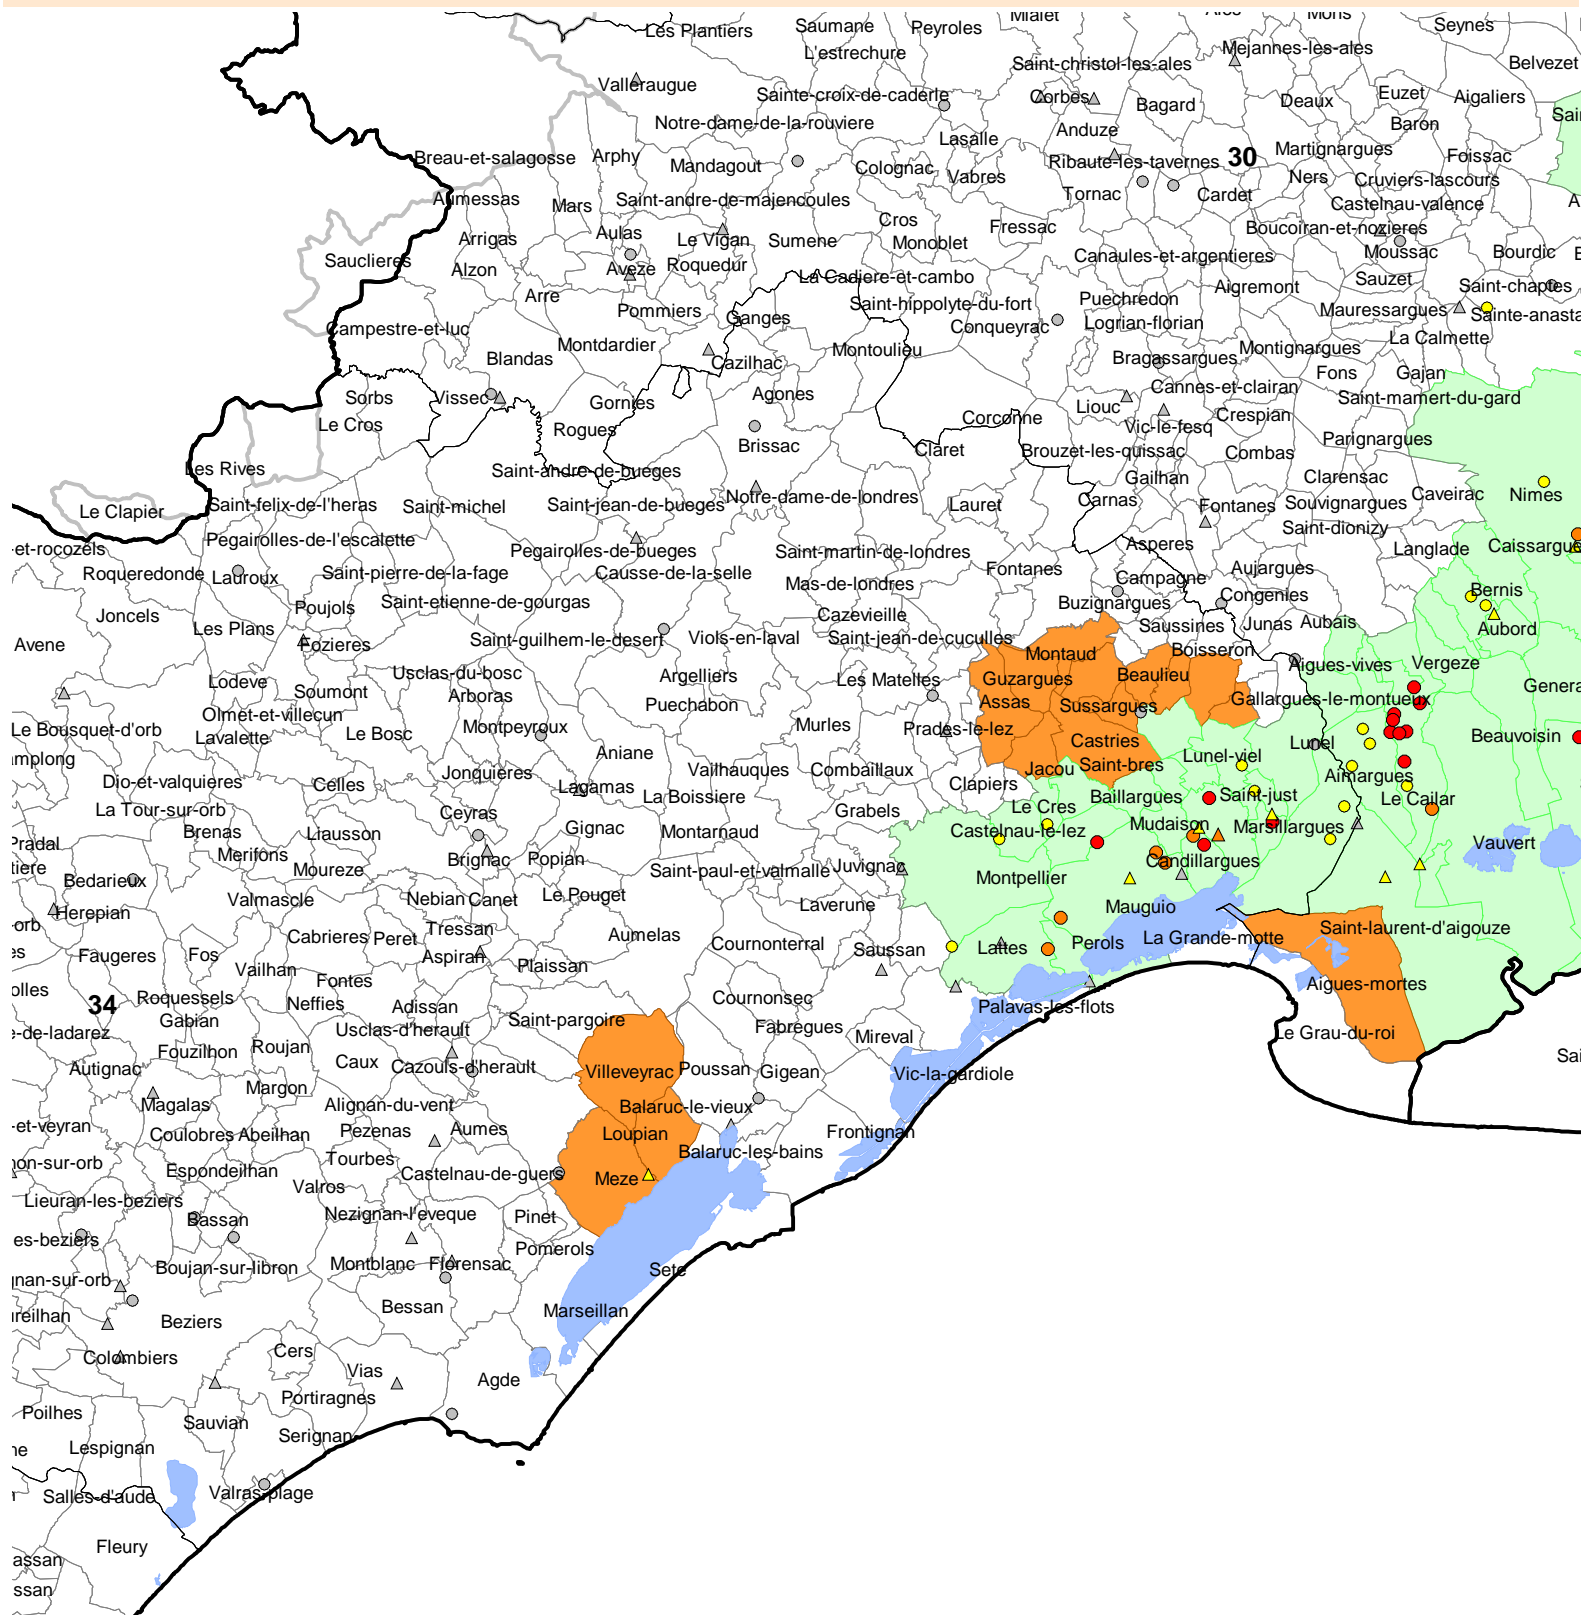 Les Plantiers
Saumane
Peyroles
Mialet
Mons
Seynes
L'estrechure
Mejannes-les-ales
Saint-christol-les-ales
Belvezet
Valleraugue
Sainte-croix-de-caderle
Corbes
Bagard
Deaux
Euzet
Aigaliers
Notre-dame-de-la-rouviere
Lasalle
Anduze
Baron
Breau-et-salagosse
Arphy
Mandagout
Colognac
Vabres
Ribaute-les-tavernes
30
Martignargues
Foissac
Ners
Cruviers-lascours
Aumessas
Mars
Saint-andre-de-majencoules
Tornac
Cardet
Castelnau-valence
Cros
Fressac
Boucoiran-et-nozieres
Arrigas
Aulas
Le Vigan
Sumene
Monoblet
Canaules-et-argentieres
Moussac
Bourdic
Sauclieres
Alzon
Aveze
Roquedur
La Cadiere-et-cambo
Aigremont
Sauzet
Saint-chaptes
Arre
Pommiers
Ganges
Saint-hippolyte-du-fort
Puechredon
Mauressargues
Campestre-et-luc
Conqueyrac
Logrian-florian
La Calmette
Blandas
Montdardier
Cazilhac
Montoulieu
Bragassargues
Montignargues
Fons
Gajan
Sorbs
Vissec
Gornies
Agones
Liouc
Cannes-et-clairan
Saint-mamert-du-gard
Le Cros
Rogues
Corconne
Vic-le-fesq
Crespian
Parignargues
Brissac
Claret
Brouzet-les-quissac
Combas
Les Rives
Saint-andre-de-bueges
Gailhan
Clarensac
Le Clapier
Saint-felix-de-l'heras
Saint-michel
Saint-jean-de-bueges
Notre-dame-de-londres
Lauret
Carnas
Fontanes
Souvignargues
Caveirac
Nimes
Saint-dionizy
-et-rocozels
Pegairolles-de-l'escalette
Pegairolles-de-bueges
Saint-martin-de-londres
Asperes
Langlade
Roqueredonde
Lauroux
Saint-pierre-de-la-fage
Causse-de-la-selle
Mas-de-londres
Fontanes
Campagne
Aujargues
Bernis
Joncels
Poujols
Saint-etienne-de-gourgas
Cazevieille
Buzignargues
Congenies
Les Plans
Fozieres
Saint-guilhem-le-desert
Viols-en-laval
Saint-jean-de-cuculles
Saussines
Junas
Aubais
Aubord
Avene
Montaud
Boisseron
Lodeve
Soumont
Usclas-du-bosc
Argelliers
Les Matelles
Guzargues
Beaulieu
Aigues-vives
Vergeze
Arboras
Puechabon
Assas
Sussargues
Gallargues-le-montueux
Le Bousquet-d'orb
Olmet-et-villecun
Lavalette
Le Bosc
Montpeyroux
Murles
Prades-le-lez
Castries
Lunel
Beauvoisin
Aniane
Lunel-viel
Dio-et-valquieres
Celles
Jonquieres
Lagamas
Vailhauques
Combaillaux
Clapiers
Jacou
Saint-bres
Aimargues
La Tour-sur-orb
Ceyras
La Boissiere
Grabels
Le Cres
Baillargues
Saint-just
Le Cailar
Brenas
Liausson
Gignac
Montarnaud
Castelnau-le-lez
Mudaison
Marsillargues
Vauvert
Merifons
Moureze
Brignac
Popian
Saint-paul-et-valmalle
Juvignac
Montpellier
Candillargues
Bedarieux
Valmascle
Nebian
Canet
Le Pouget
Laverune
Mauguio
Herepian
Tressan
Aumelas
Cournonterral
Saussan
Lattes
Perols
La Grande-motte
Saint-laurent-d'aigouze
Faugeres
Fos
Cabrieres
Peret
Aspiran
Plaissan
Vailhan
Fontes
34
Roquessels
Neffies
Adissan
Cournonsec
Palavas-les-flots
Aigues-mortes
Gabian
Usclas-d'herault
Saint-pargoire
Fabregues
Mireval
Le Grau-du-roi
-de-ladarez
Fouzilhon
Roujan
Caux
Cazouls-d'herault
Villeveyrac
Poussan
Gigean
Vic-la-gardiole
Autignac
Margon
Magalas
Alignan-du-vent
Balaruc-le-vieux
-et-veyran
Coulobres
Abeilhan
Pezenas
Aumes
Loupian
Frontignan
Tourbes
Balaruc-les-bains
Espondeilhan
Valros
Castelnau-de-guers
Meze
Lieuran-les-beziers
Bassan
Nezignan-l'eveque
Pinet
es-beziers
Pomerols
Boujan-sur-libron
Montblanc
Florensac
Sete
Bessan
Marseillan
Beziers
Colombiers
Cers
Vias
Agde
Portiragnes
Poilhes
Sauvian
Serignan
Lespignan
Salles-d'aude
Valras-plage
Fleury